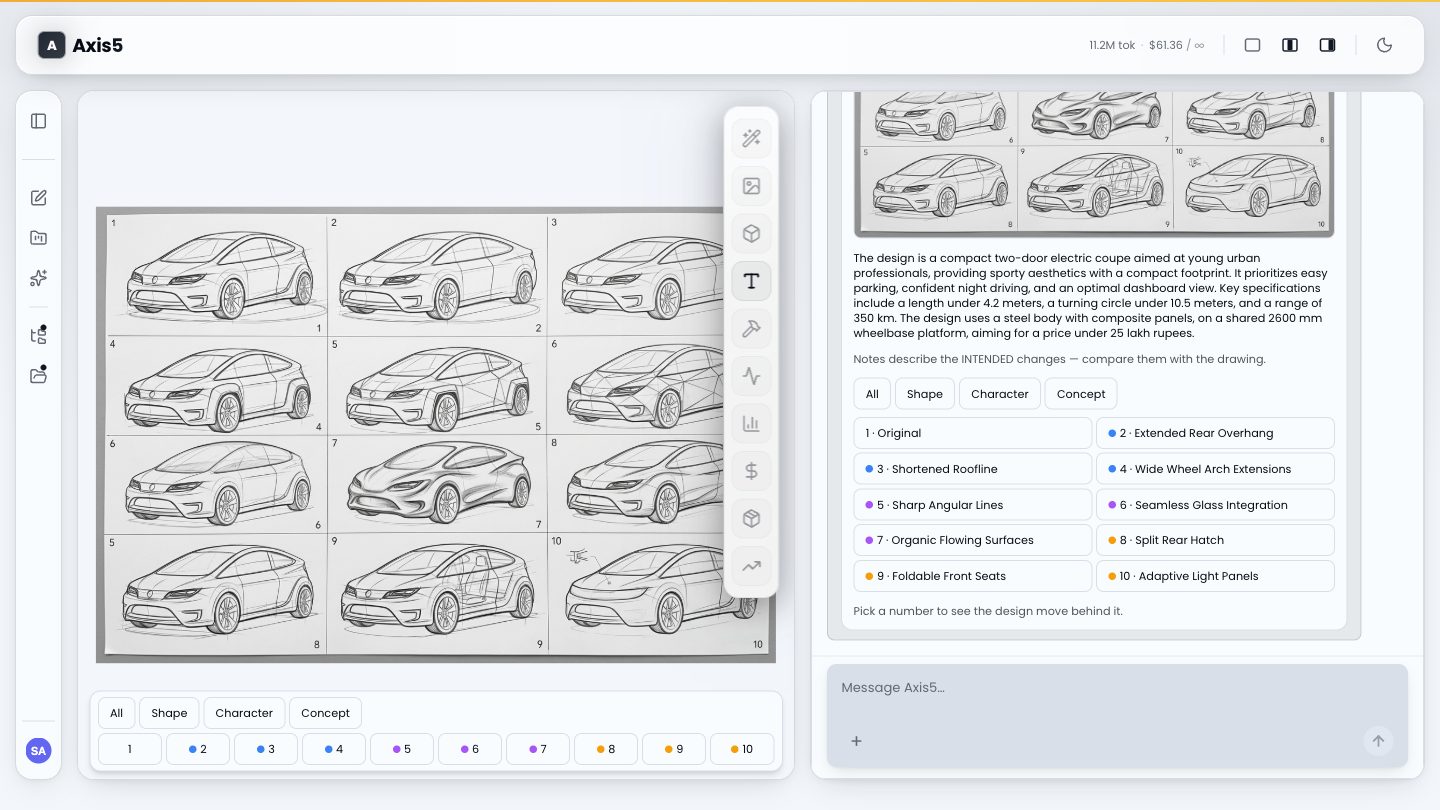 A Axis5
11.2M tok · $61.36 / ∞
1
2
3
1
2
4
5
6
4
5
6
7
8
6
7
5
9
10
8
9
10
All Shape Character Concept
1 2 3 4 5 6 7 8 9 10
SA
6
7
8
5
9
10
8
9
10
The design is a compact two-door electric coupe aimed at young urban
professionals, providing sporty aesthetics with a compact footprint. It prioritizes easy
parking, confident night driving, and an optimal dashboard view. Key specifications
include a length under 4.2 meters, a turning circle under 10.5 meters, and a range of
350 km. The design uses a steel body with composite panels, on a shared 2600 mm
wheelbase platform, aiming for a price under 25 lakh rupees.
Notes describe the INTENDED changes — compare them with the drawing.
All Shape Character Concept
1 · Original
2 · Extended Rear Overhang
3 · Shortened Roofline
4 · Wide Wheel Arch Extensions
5 · Sharp Angular Lines
6 · Seamless Glass Integration
7 · Organic Flowing Surfaces
8 · Split Rear Hatch
9 · Foldable Front Seats
10 · Adaptive Light Panels
Pick a number to see the design move behind it.
Message Axis5...